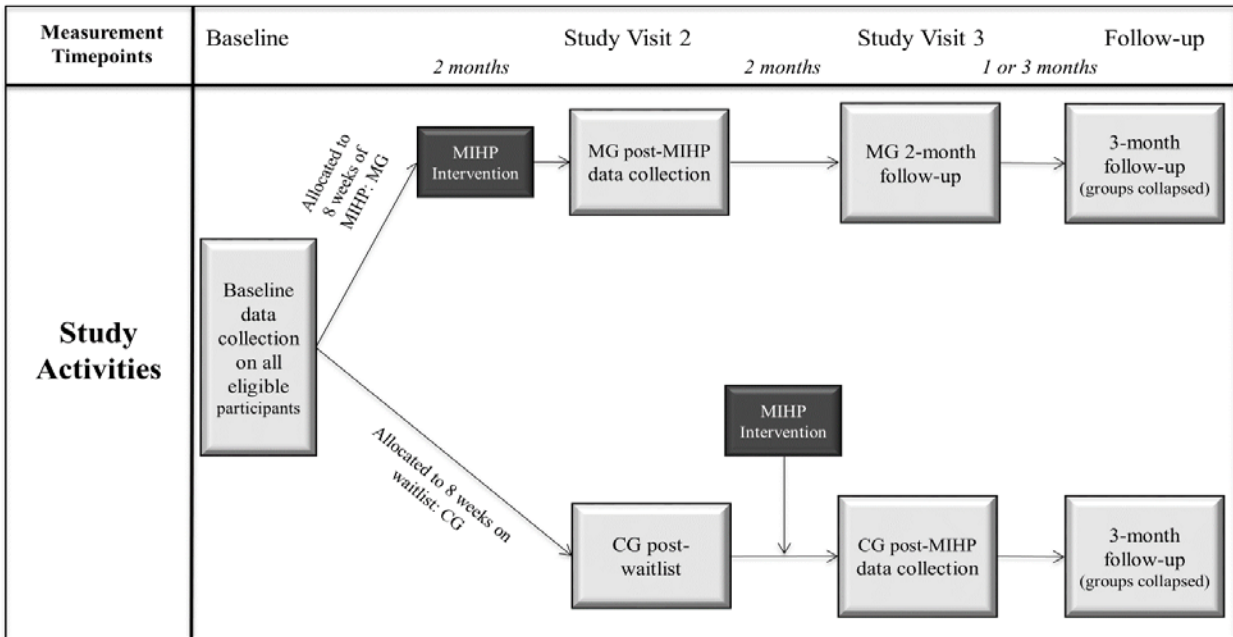 Measurement
Timepoints
Baseline
Study Visit 2
Study Visit 3
Follow-up
2 months
2 months
1 or 3 months
Study
Activities
Baseline
data
collection
on all
eligible
participants
Allocated to
8 weeks of
MIHP: MG
MIHP
Intervention
MG post-MIHP
data collection
MG 2-month
follow-up
3-month
follow-up
(groups collapsed)
Allocated to 8 weeks on
waitlist: CG
CG post-
waitlist
MIHP
Intervention
CG post-MIHP
data collection
3-month
follow-up
(groups collapsed)